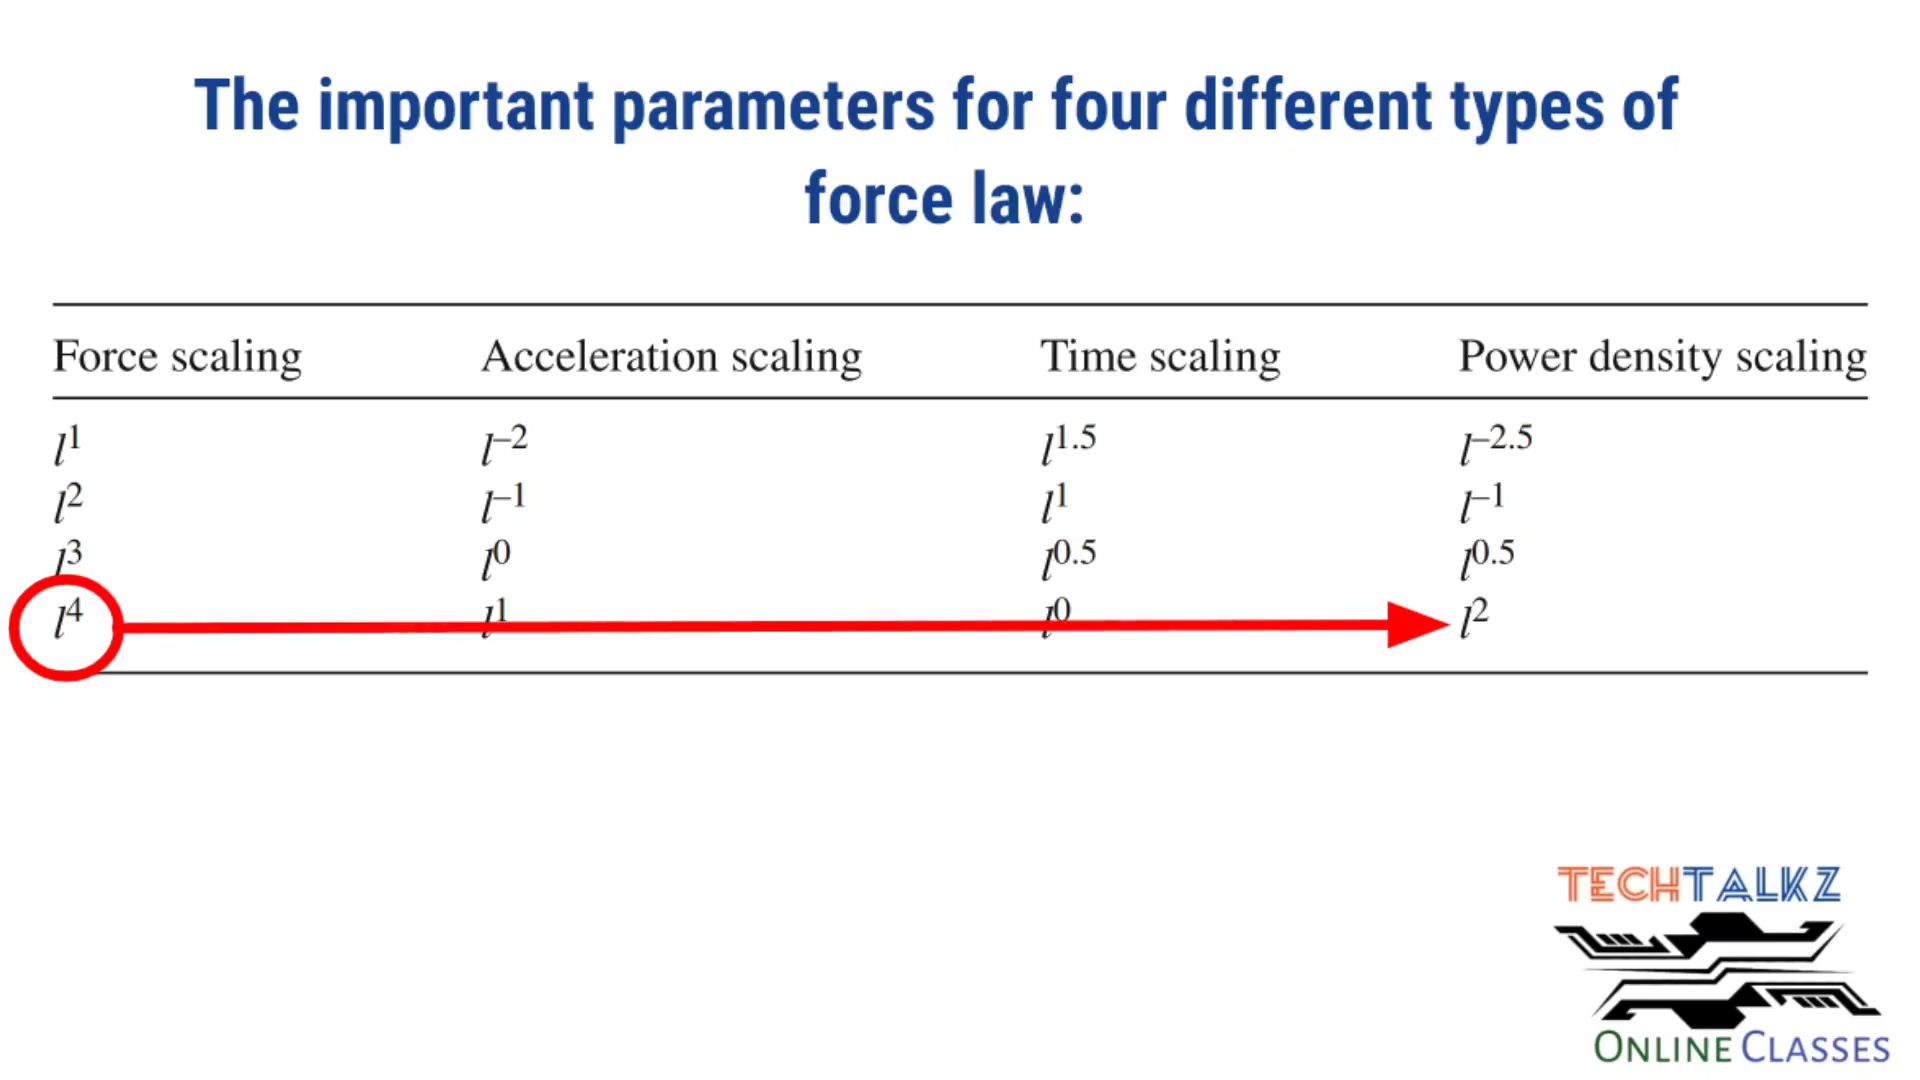 The important parameters for four different types of
force law:
Force scaling Acceleration scaling Time scaling Power density scaling
l¹ l⁻² l¹·⁵ l⁻²·⁵
l² l⁻¹ l¹ l⁻¹
l³ l⁰ l⁰·⁵ l⁰·⁵
l⁴ l¹ l⁰ l²
TECHTALKZ
ONLINE CLASSES